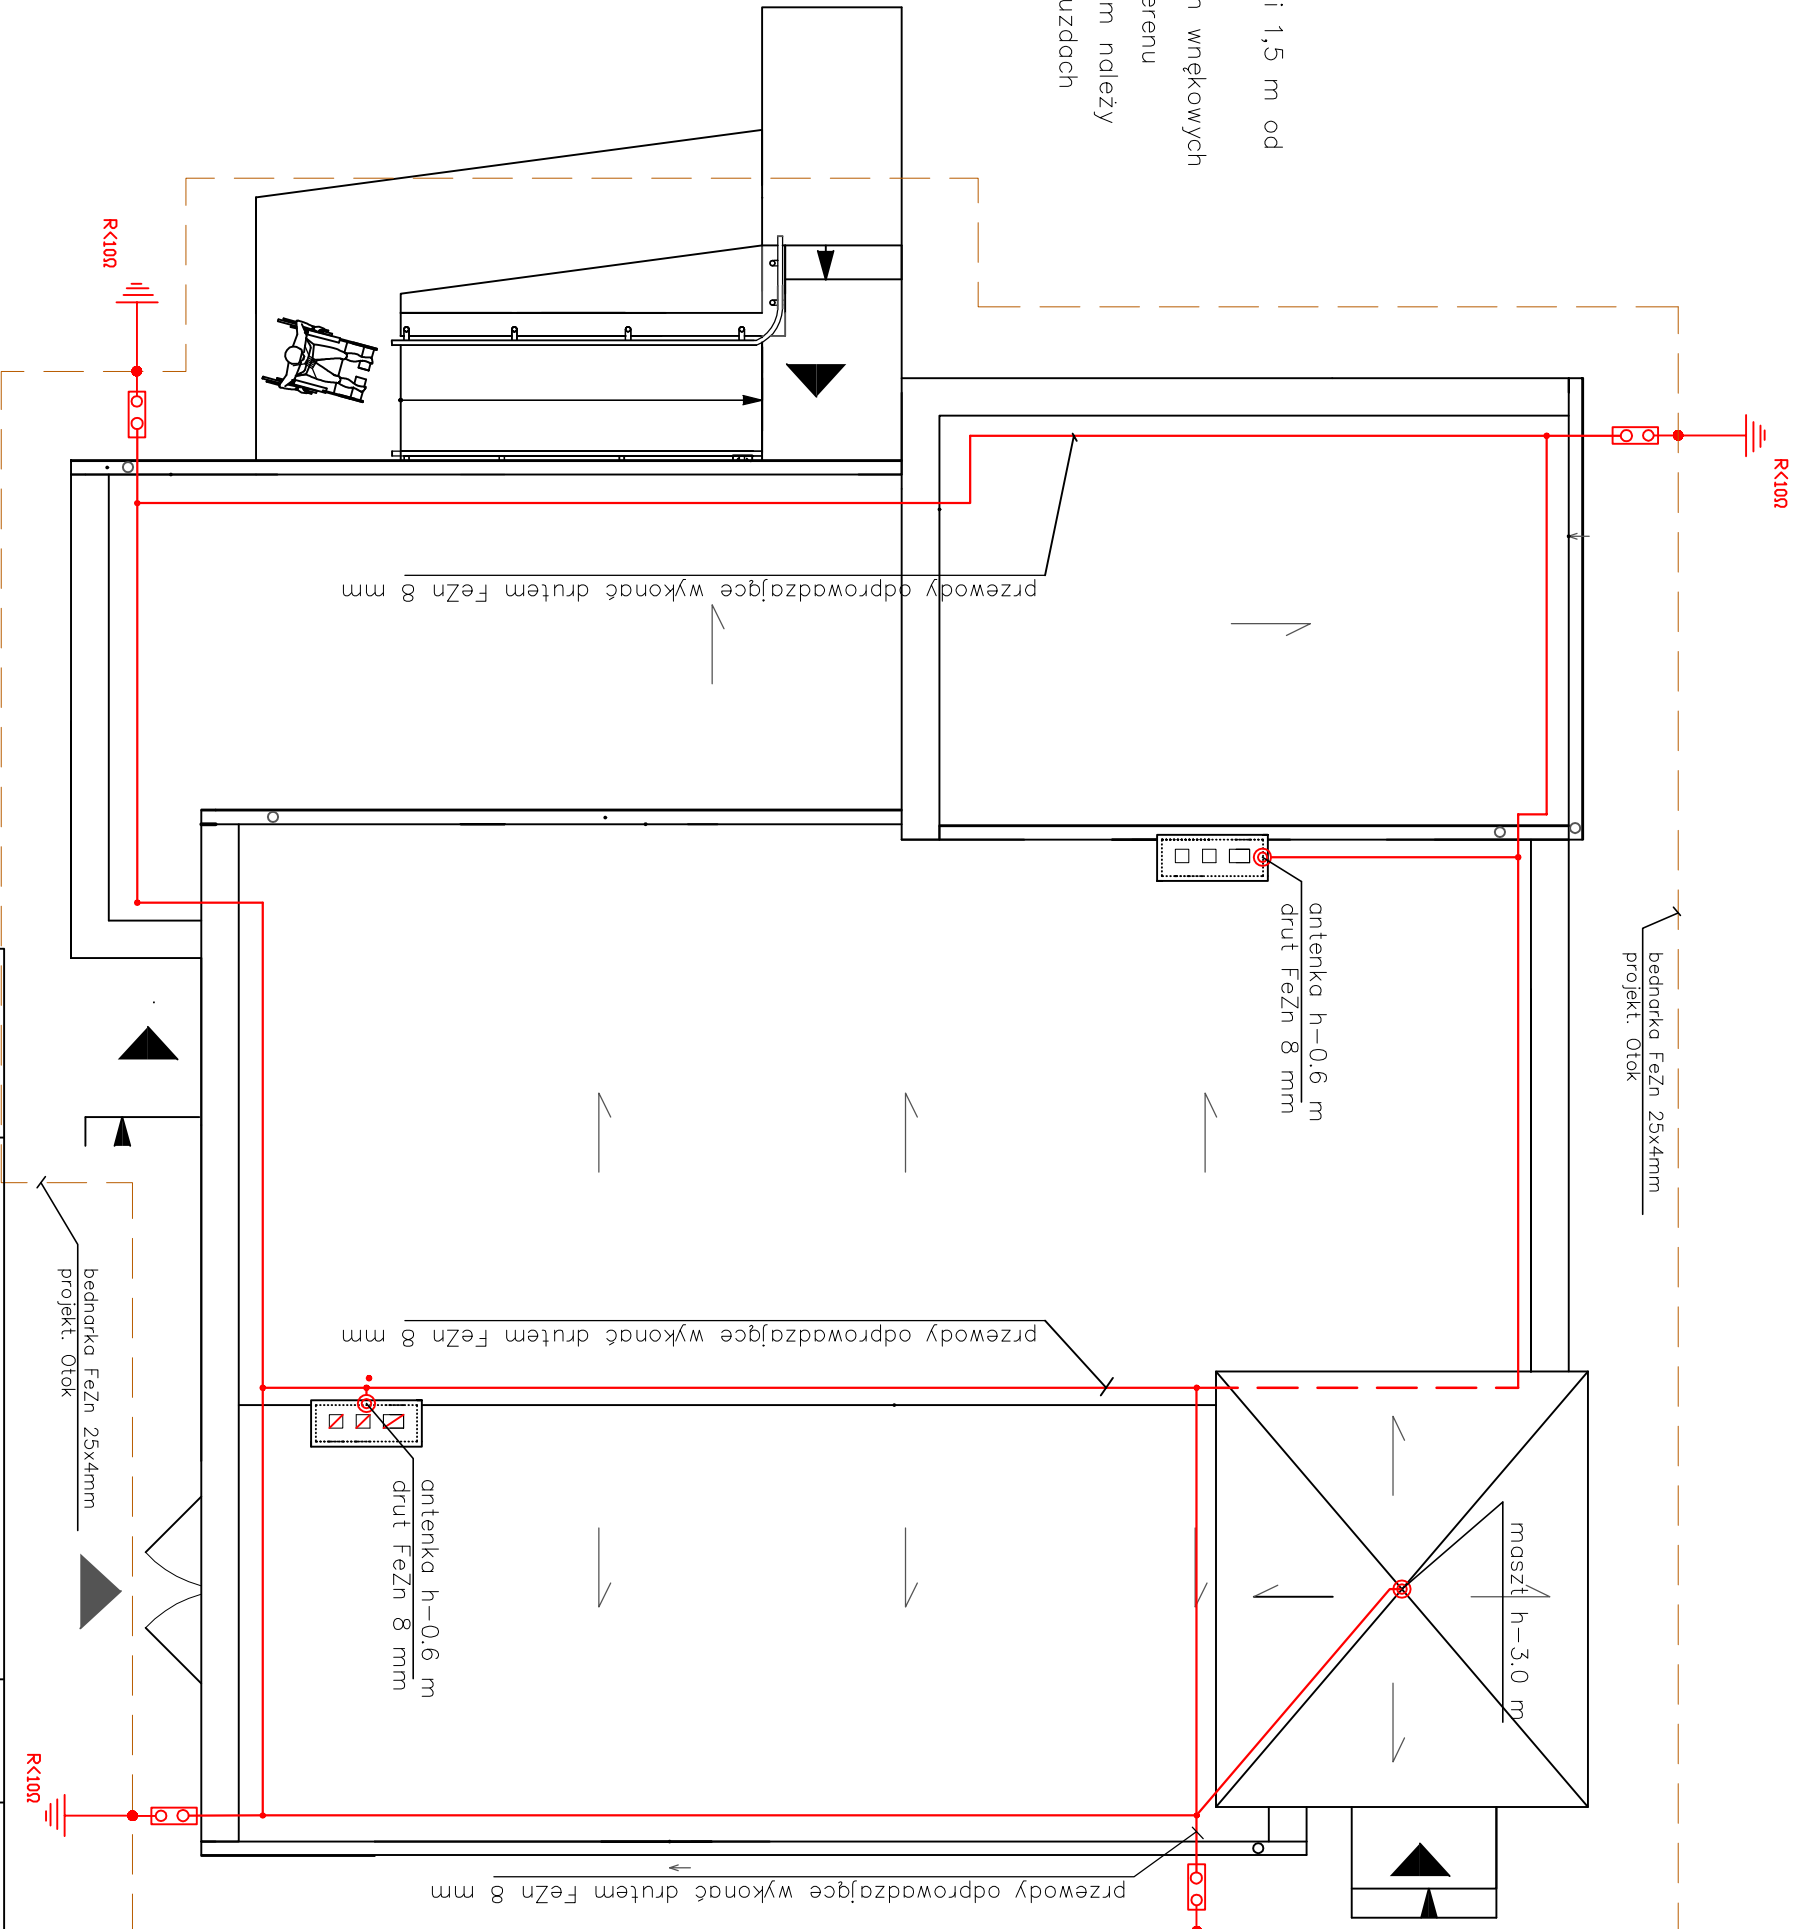 i 1,5 m od
wnękowych
erenu
m należy
uzdach
R<10Ω
R<10Ω
przewody odprowadzające wykonać drutem FeZn 8 mm
antenka h-0.6 m
drut FeZn 8 mm
bednarka FeZn 25x4mm
projekt. Otok
przewody odprowadzające wykonać drutem FeZn 8 mm
bednarka FeZn 25x4mm
projekt. Otok
antenka h-0.6 m
drut FeZn 8 mm
maszt h-3.0 m
R<10Ω
przewody odprowadzające wykonać drutem FeZn 8 mm